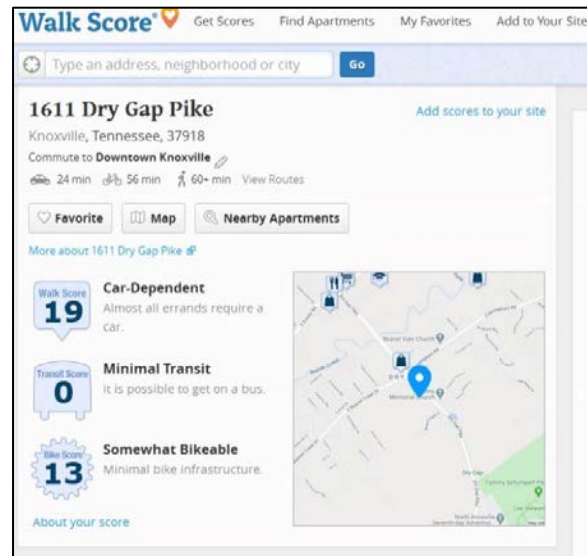 Walk Score® Get Scores Find Apartments My Favorites Add to Your Site
Type an address, neighborhood or city Go
1611 Dry Gap Pike Add scores to your site
Knoxville, Tennessee, 37918
Commute to Downtown Knoxville
24 min 56 min 60+ min View Routes
Favorite Map Nearby Apartments
More about 1611 Dry Gap Pike
Walk Score
19
Car-Dependent
Almost all errands require a
car.
Transit Score
0
Minimal Transit
It is possible to get on a bus.
Bike Score
13
Somewhat Bikeable
Minimal bike infrastructure.
About your score
Memorial Church
Dry Gap